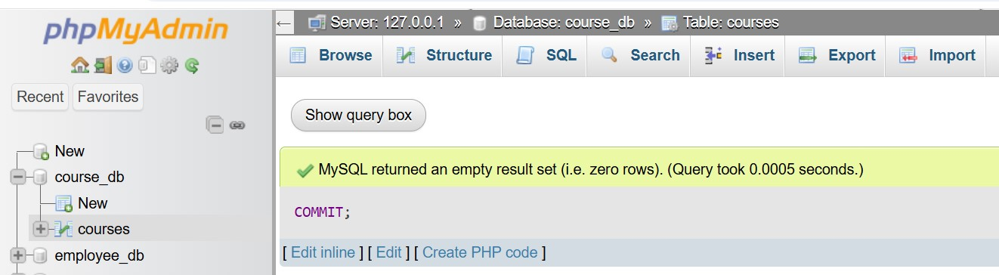 phpMyAdmin
Recent Favorites
New
course_db
New
courses
employee_db
← Server: 127.0.0.1 » Database: course_db » Table: courses
Browse Structure SQL Search Insert Export Import
Show query box
MySQL returned an empty result set (i.e. zero rows). (Query took 0.0005 seconds.)
COMMIT;
[ Edit inline ] [ Edit ] [ Create PHP code ]